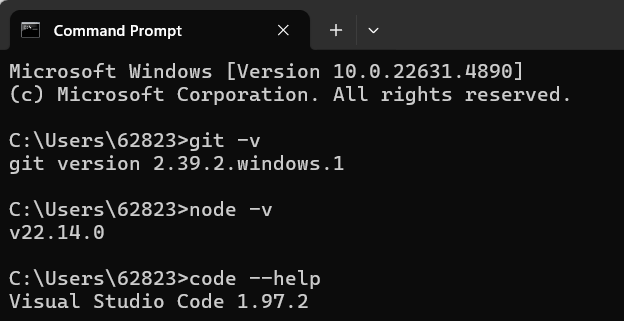 Command Prompt
Microsoft Windows [Version 10.0.22631.4890]
(c) Microsoft Corporation. All rights reserved.
C:\Users\62823>git -v
git version 2.39.2.windows.1
C:\Users\62823>node -v
v22.14.0
C:\Users\62823>code --help
Visual Studio Code 1.97.2